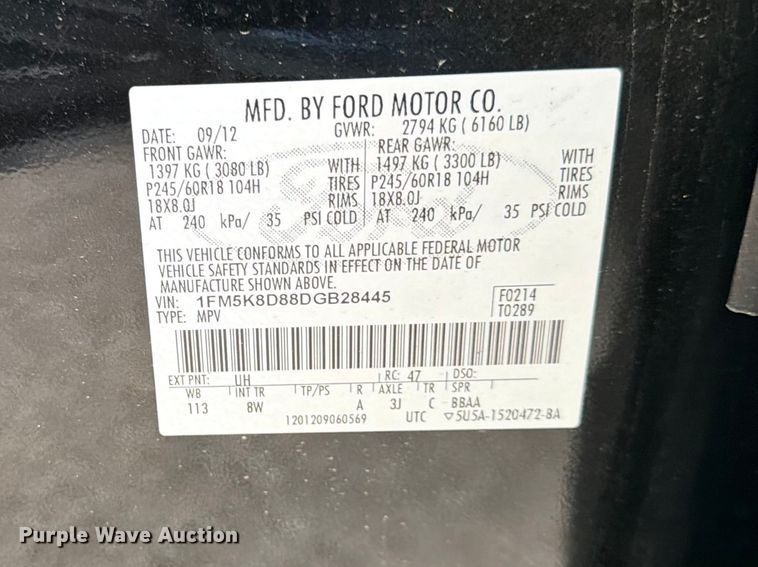 MFD. BY FORD MOTOR CO.
DATE: 09/12 GVWR: 2794 KG ( 6160 LB)
FRONT GAWR: REAR GAWR:
1397 KG ( 3080 LB) WITH 1497 KG ( 3300 LB) WITH
P245/60R18 104H TIRES P245/60R18 104H TIRES
18X8.0J RIMS 18X8.0J RIMS
AT 240 kPa/ 35 PSI COLD AT 240 kPa/ 35 PSI COLD
Ford
THIS VEHICLE CONFORMS TO ALL APPLICABLE FEDERAL MOTOR
VEHICLE SAFETY STANDARDS IN EFFECT ON THE DATE OF
MANUFACTURE SHOWN ABOVE.
VIN: 1FM5K8D88DGB28445 F0214
TYPE: MPV T0289
EXT PNT: UH RC: 47 DSO:
WB INT TR TP/PS R AXLE TR SPR
113 8W A 3J C BBAA
1201209060569 UTC ▽5U5A-1520472-BA
Purple Wave Auction